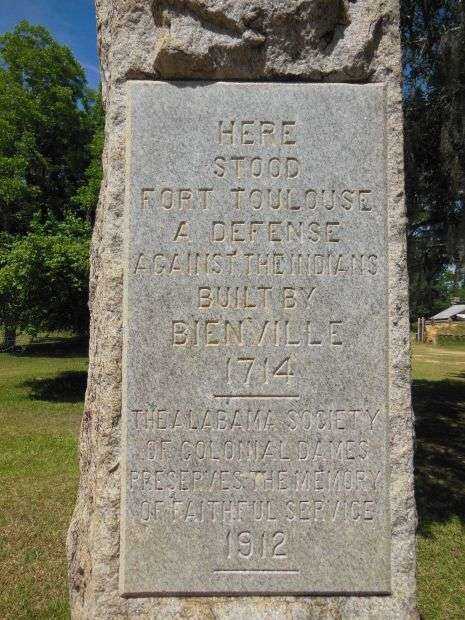 HERE
STOOD
FORT TOULOUSE
A DEFENSE
AGAINST THE INDIANS
BUILT BY
BIENVILLE
1714
THE ALABAMA SOCIETY
OF COLONIAL DAMES
PRESERVES THE MEMORY
OF FAITHFUL SERVICE
1912